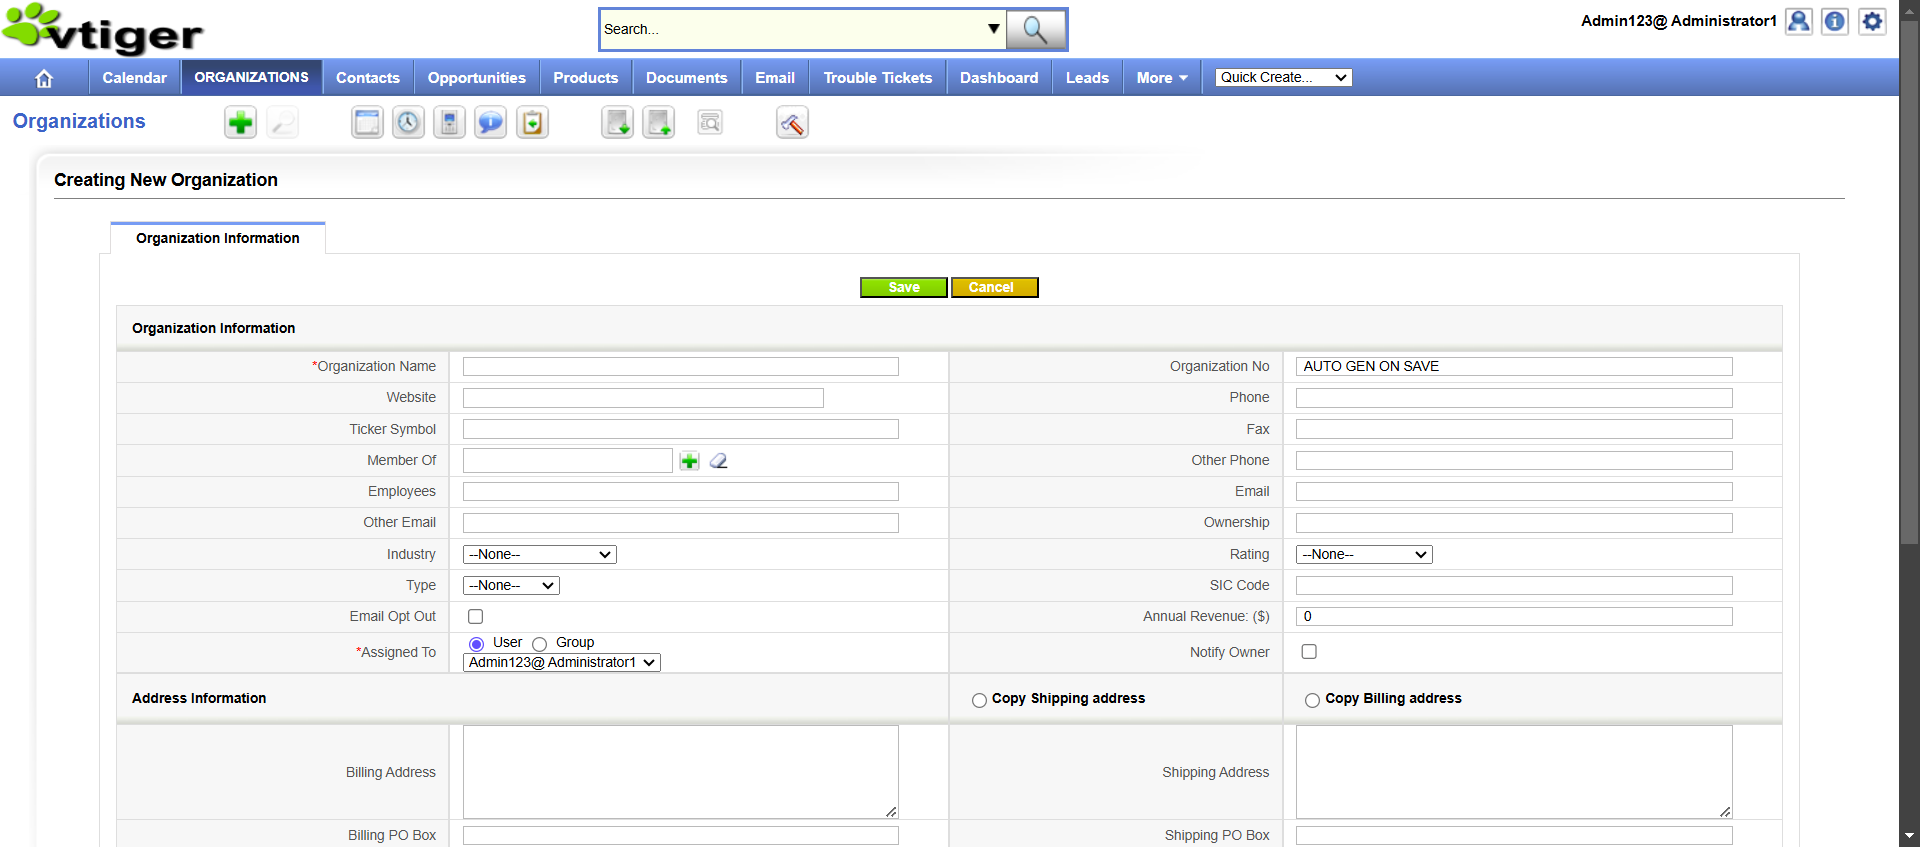 vtiger
Search...
Admin123@ Administrator1
Calendar
ORGANIZATIONS
Contacts
Opportunities
Products
Documents
Email
Trouble Tickets
Dashboard
Leads
More
Quick Create...
Organizations
Creating New Organization
Organization Information
Save
Cancel
Organization Information
*Organization Name
Organization No
AUTO GEN ON SAVE
Website
Phone
Ticker Symbol
Fax
Member Of
Other Phone
Employees
Email
Other Email
Ownership
Industry
--None--
Rating
--None--
Type
--None--
SIC Code
Email Opt Out
Annual Revenue: ($)
0
*Assigned To
User
Group
Admin123@ Administrator1
Notify Owner
Address Information
Copy Shipping address
Copy Billing address
Billing Address
Shipping Address
Billing PO Box
Shipping PO Box